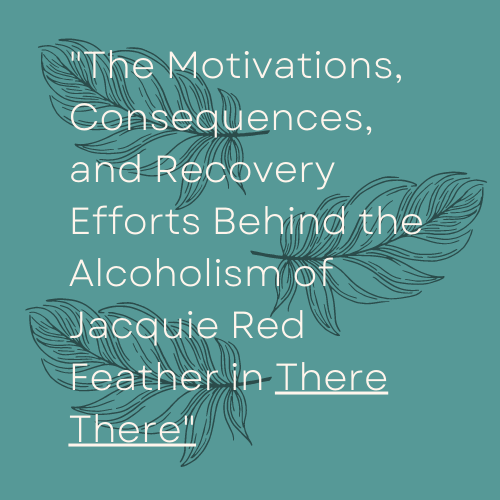 "The Motivations,
Consequences,
and Recovery
Efforts Behind the
Alcoholism of
Jacquie Red
Feather in There
There"